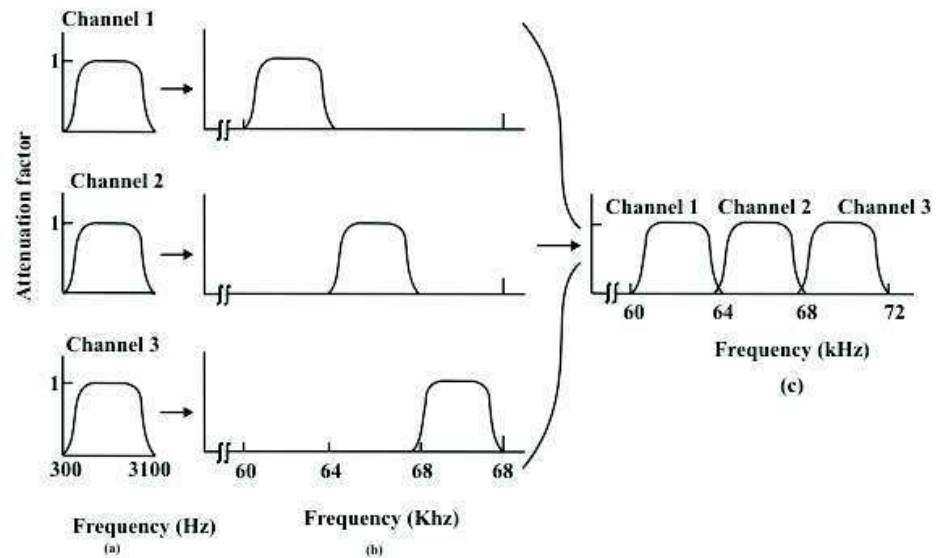 Channel 1
1
Attenuation factor
Channel 2
1
Channel 3
1
300 3100
Frequency (Hz)
(a)
60 64 68 68
Frequency (Khz)
(b)
Channel 1 Channel 2 Channel 3
60 64 68 72
Frequency (kHz)
(c)